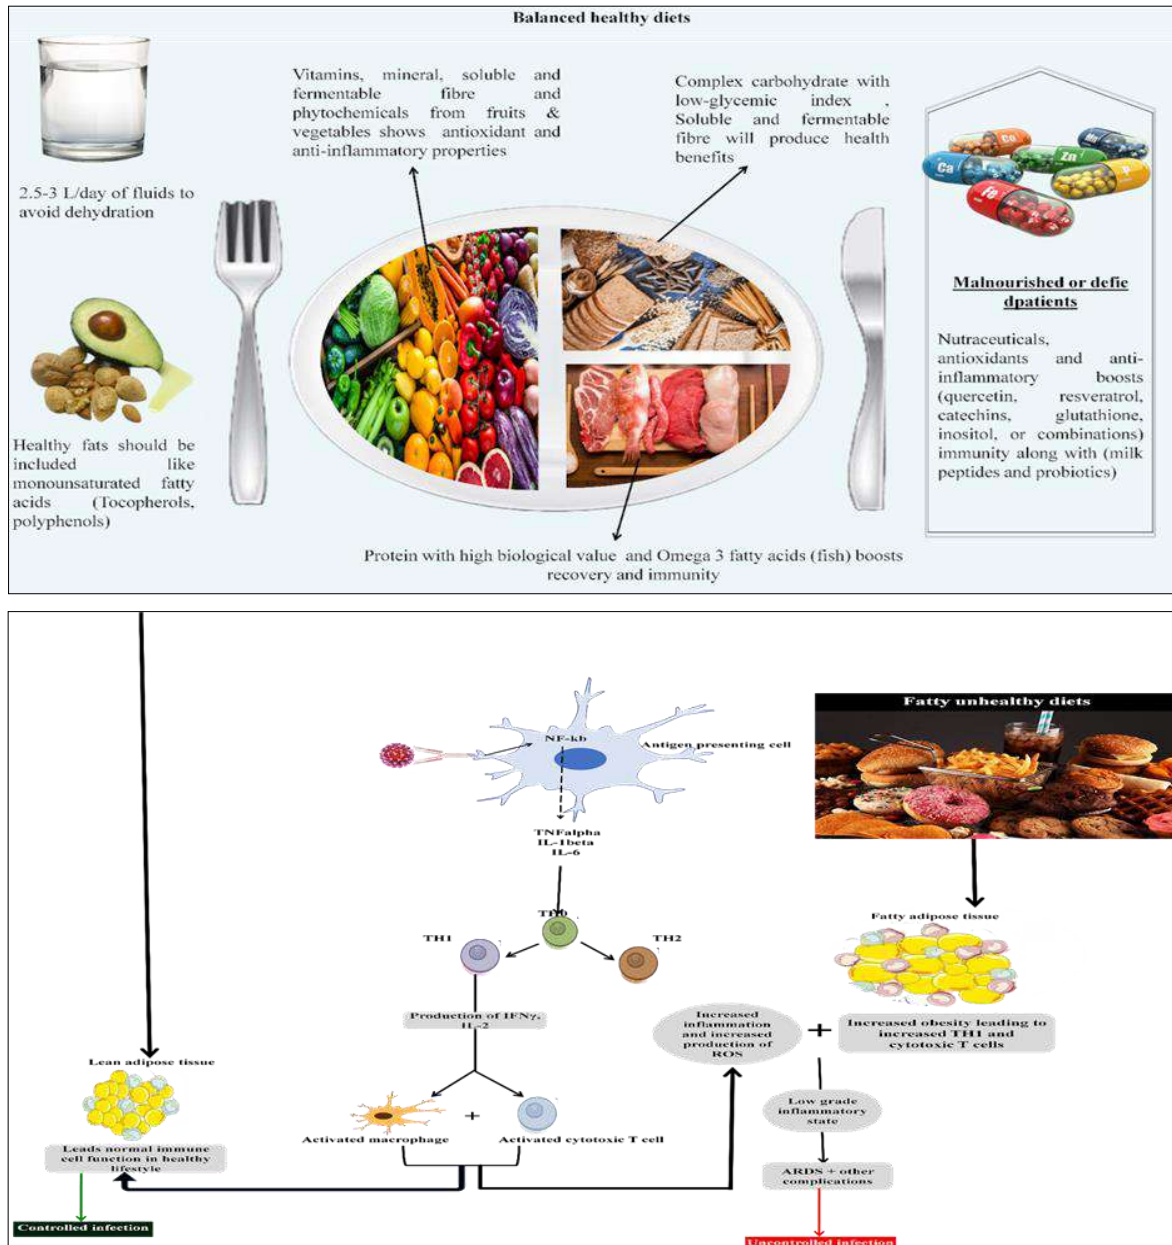 Balanced healthy diets
Vitamins, mineral, soluble and
fermentable fibre and
phytochemicals from fruits &
vegetables shows antioxidant and
anti-inflammatory properties
Complex carbohydrate with
low-glycemic index ,
Soluble and fermentable
fibre will produce health
benefits
2.5-3 L/day of fluids to
avoid dehydration
Healthy fats should be
included like
monounsaturated fatty
acids (Tocopherols,
polyphenols)
Protein with high biological value and Omega 3 fatty acids (fish) boosts
recovery and immunity
Ca
Fe
Zn
P
Malnourished or defie
dpatients
Nutraceuticals,
antioxidants and anti-
inflammatory boosts
(quercetin, resveratrol,
catechins, glutathione,
inositol, or combinations)
immunity along with (milk
peptides and probiotics)
NF-kb
Antigen presenting cell
TNFalpha
IL-1beta
IL-6
TH0
TH1
TH2
Production of IFNγ,
IL-2
Activated macrophage
+
Activated cytotoxic T cell
Lean adipose tissue
Leads normal immune
cell function in healthy
lifestyle
Controlled infection
Fatty unhealthy diets
Fatty adipose tissue
Increased
inflammation
and increased
production of
ROS
+
Increased obesity leading to
increased TH1 and
cytotoxic T cells
Low grade
inflammatory
state
ARDS + other
complications
Uncontrolled infection